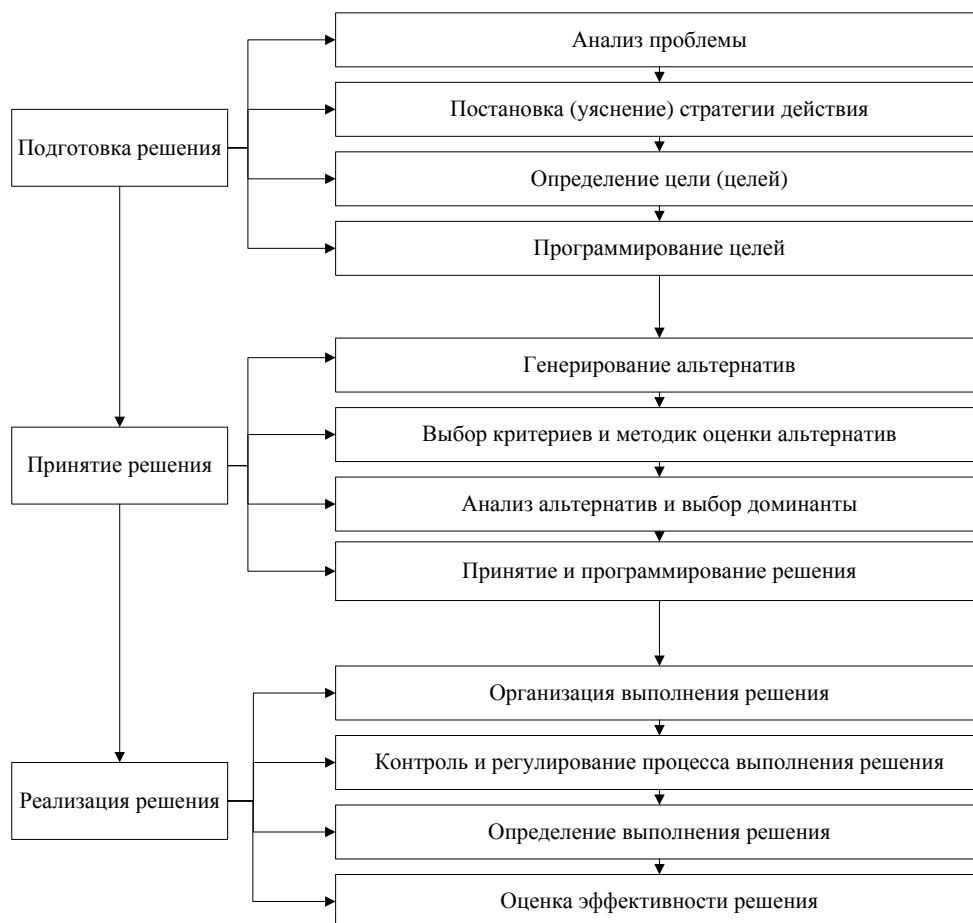 Анализ проблемы
Постановка (уяснение) стратегии действия
Подготовка решения
Определение цели (целей)
Программирование целей
Генерирование альтернатив
Выбор критериев и методик оценки альтернатив
Принятие решения
Анализ альтернатив и выбор доминанты
Принятие и программирование решения
Организация выполнения решения
Контроль и регулирование процесса выполнения решения
Реализация решения
Определение выполнения решения
Оценка эффективности решения